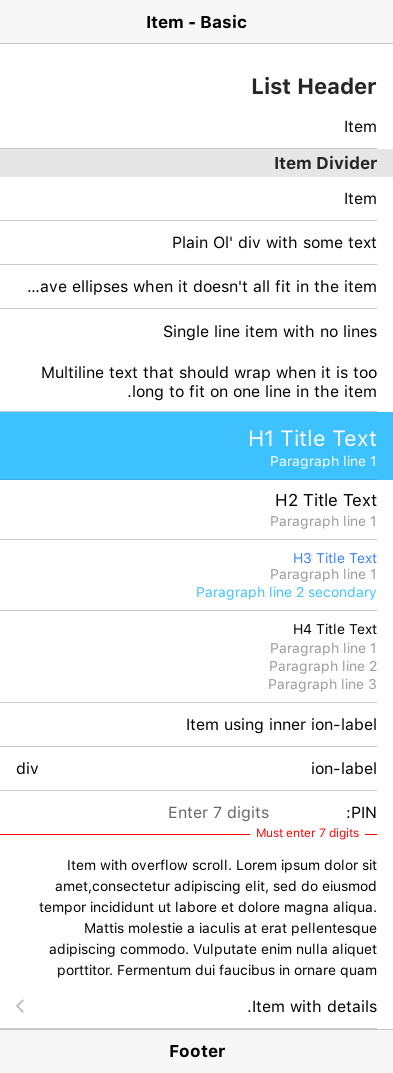 Item - Basic
List Header
Item
Item Divider
Item
Plain Ol' div with some text
...ave ellipses when it doesn't all fit in the item
Single line item with no lines
Multiline text that should wrap when it is too
.long to fit on one line in the item
H1 Title Text
Paragraph line 1
H2 Title Text
Paragraph line 1
H3 Title Text
Paragraph line 1
Paragraph line 2 secondary
H4 Title Text
Paragraph line 1
Paragraph line 2
Paragraph line 3
Item using inner ion-label
div ion-label
Enter 7 digits :PIN
Must enter 7 digits
Item with overflow scroll. Lorem ipsum dolor sit
amet,consectetur adipiscing elit, sed do eiusmod
tempor incididunt ut labore et dolore magna aliqua.
Mattis molestie a iaculis at erat pellentesque
adipiscing commodo. Vulputate enim nulla aliquet
porttitor. Fermentum dui faucibus in ornare quam
.Item with details
Footer